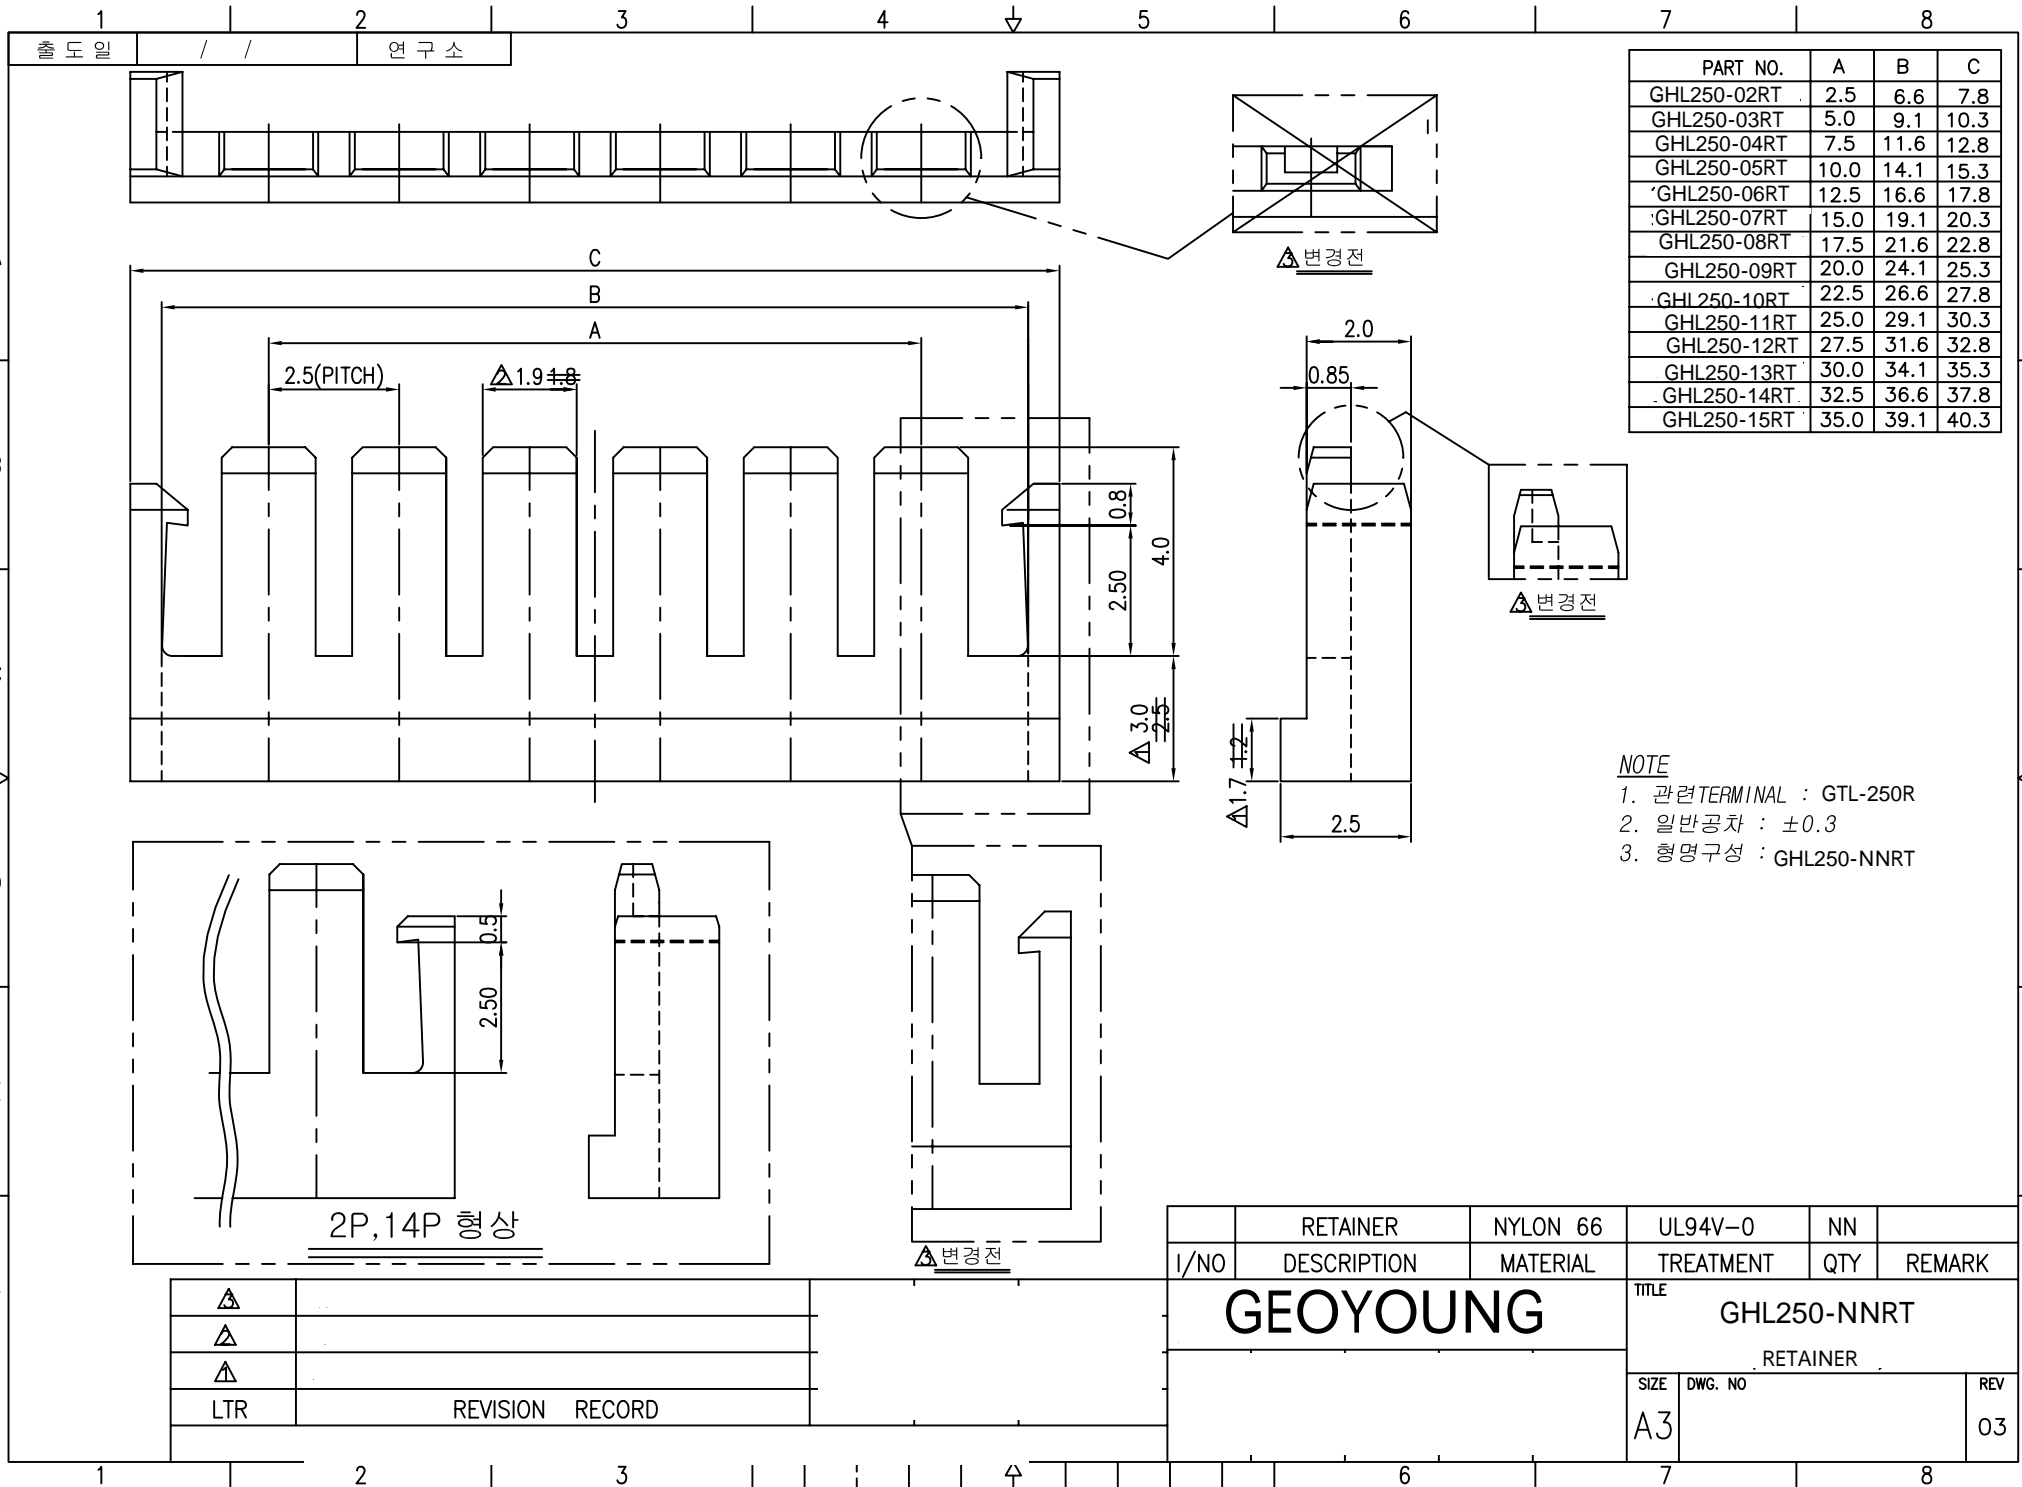 1 2 3 4 5 6 7 8
출도일 / / 연구소
PART NO. A B C
GHL250-02RT 2.5 6.6 7.8
GHL250-03RT 5.0 9.1 10.3
GHL250-04RT 7.5 11.6 12.8
GHL250-05RT 10.0 14.1 15.3
GHL250-06RT 12.5 16.6 17.8
GHL250-07RT 15.0 19.1 20.3
GHL250-08RT 17.5 21.6 22.8
GHL250-09RT 20.0 24.1 25.3
GHL250-10RT 22.5 26.6 27.8
GHL250-11RT 25.0 29.1 30.3
GHL250-12RT 27.5 31.6 32.8
GHL250-13RT 30.0 34.1 35.3
GHL250-14RT 32.5 36.6 37.8
GHL250-15RT 35.0 39.1 40.3
3 변경전
C
B
A
2.5(PITCH)
2 1.9 1.8
2.0
0.85
0.8
4.0
2.50
3 변경전
1 3.0
2.5
1 1.7 1.2
2.5
NOTE
1. 관련TERMINAL : GTL-250R
2. 일반공차 : ±0.3
3. 형명구성 : GHL250-NNRT
0.5
2.50
2P,14P 형상
3 변경전
RETAINER NYLON 66 UL94V-0 NN
I/NO DESCRIPTION MATERIAL TREATMENT QTY REMARK
3
2
1
LTR REVISION RECORD
GEOYOUNG
TITLE
GHL250-NNRT
RETAINER
SIZE DWG. NO REV
A3 03
1 2 3 6 7 8